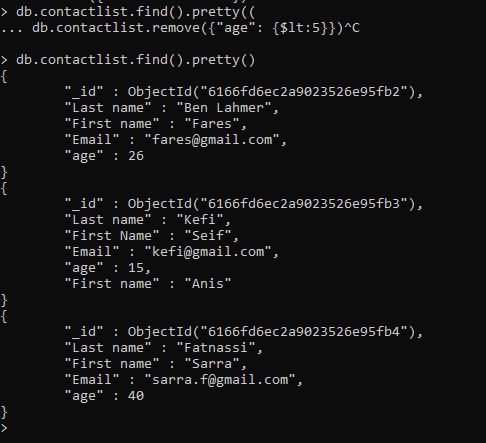 > db.contactlist.find().pretty((
... db.contactlist.remove({"age": {$lt:5}})^C
> db.contactlist.find().pretty()
{
        "_id" : ObjectId("6166fd6ec2a9023526e95fb2"),
        "Last name" : "Ben Lahmer",
        "First name" : "Fares",
        "Email" : "fares@gmail.com",
        "age" : 26
}
{
        "_id" : ObjectId("6166fd6ec2a9023526e95fb3"),
        "Last name" : "Kefi",
        "First Name" : "Seif",
        "Email" : "kefi@gmail.com",
        "age" : 15,
        "First name" : "Anis"
}
{
        "_id" : ObjectId("6166fd6ec2a9023526e95fb4"),
        "Last name" : "Fatnassi",
        "First name" : "Sarra",
        "Email" : "sarra.f@gmail.com",
        "age" : 40
}
>